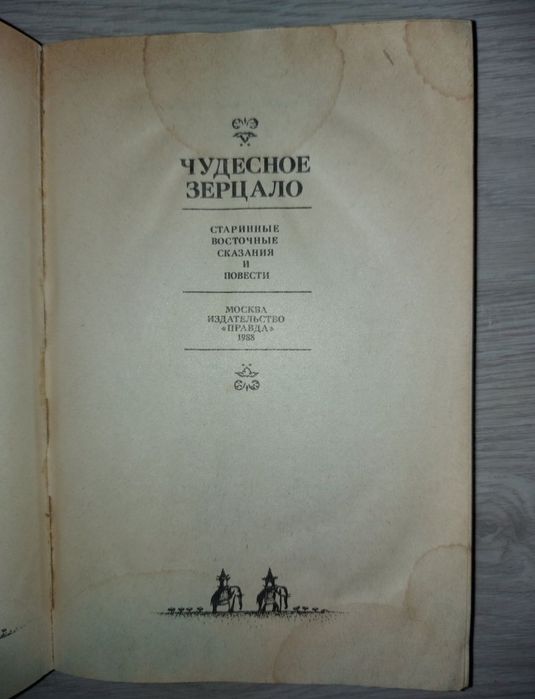 ЧУДЕСНОЕ
ЗЕРЦАЛО
СТАРИННЫЕ
ВОСТОЧНЫЕ
СКАЗАНИЯ
И
ПОВЕСТИ
МОСКВА
ИЗДАТЕЛЬСТВО
«ПРАВДА»
1988